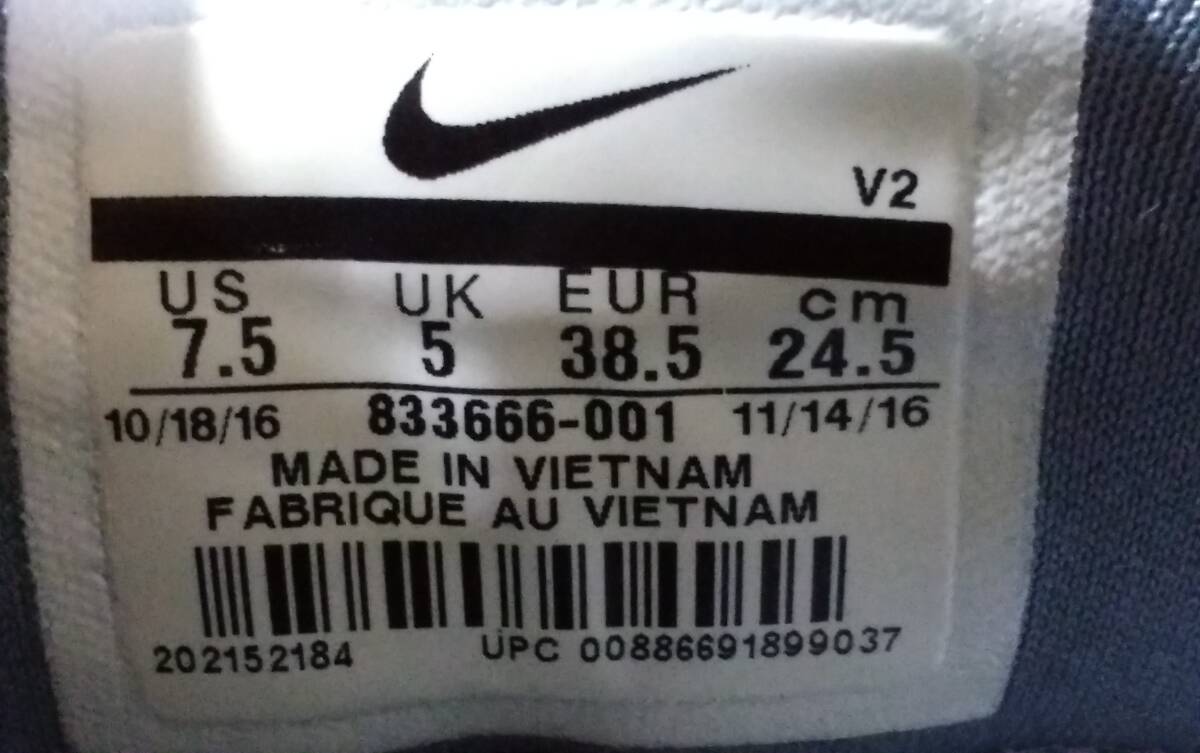 V2
US UK EUR cm
7.5 5 38.5 24.5
10/18/16 833666-001 11/14/16
MADE IN VIETNAM
FABRIQUE AU VIETNAM
202152184 UPC 00886691899037